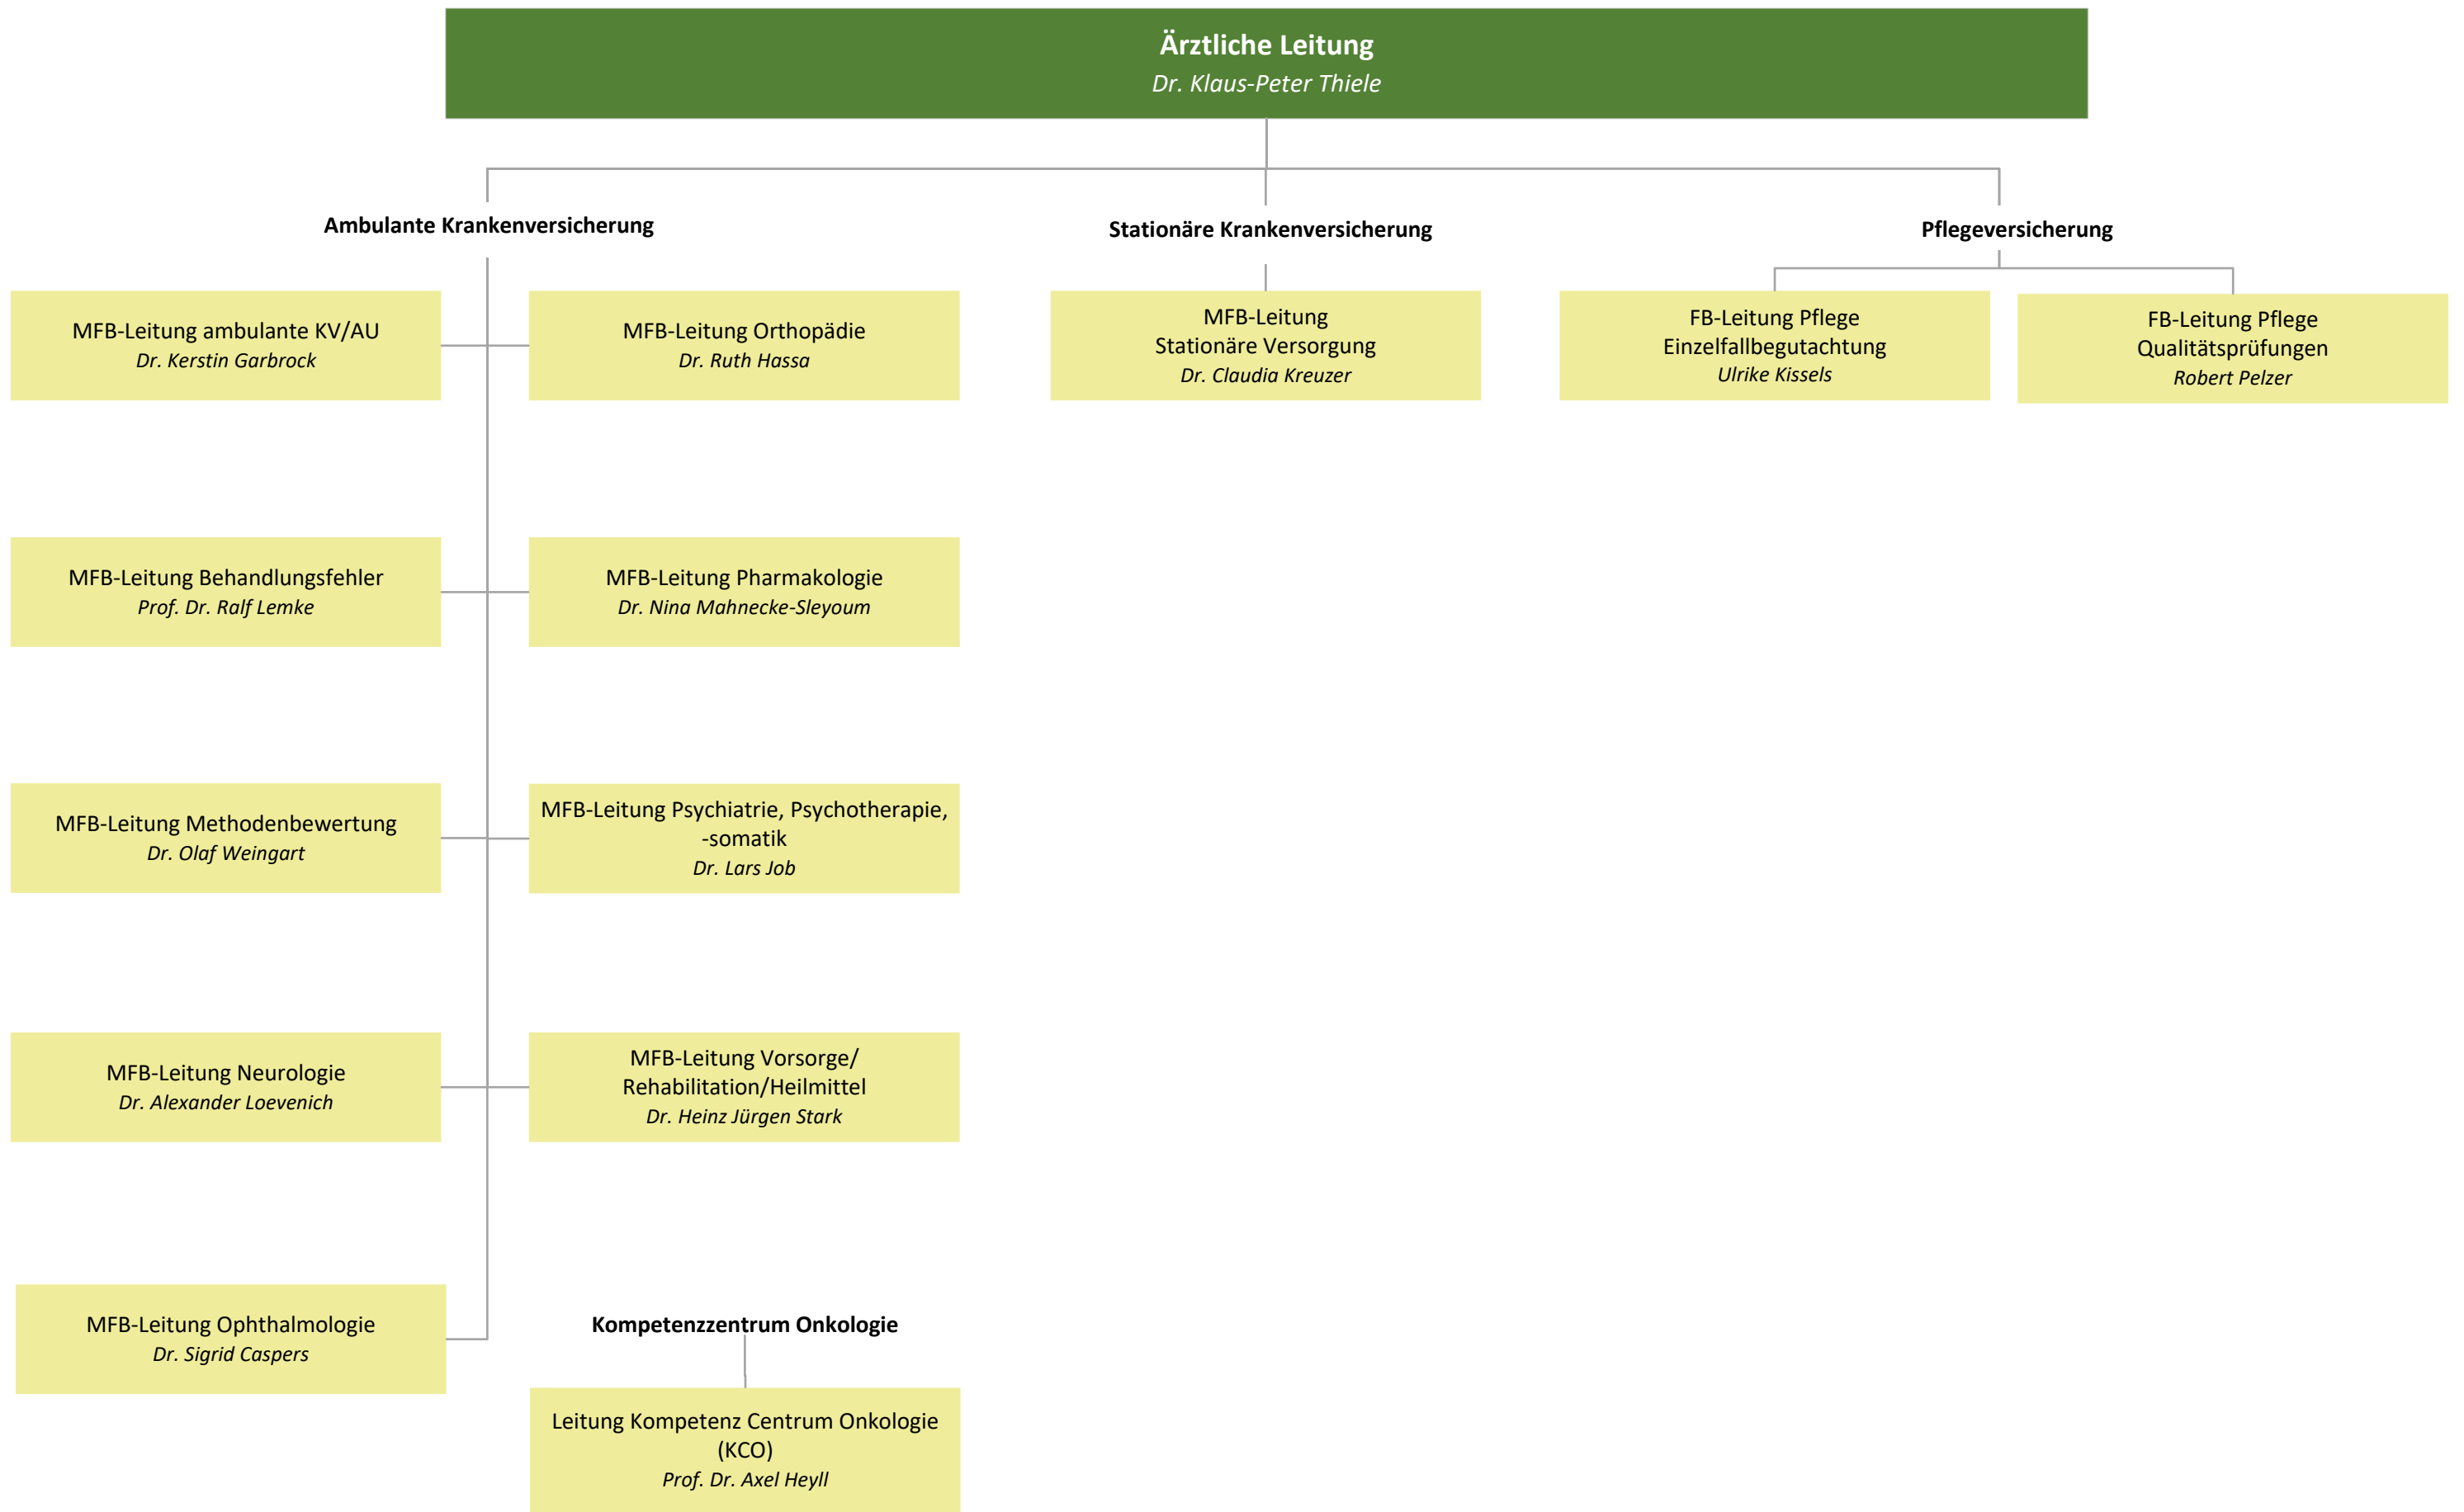 Ärztliche Leitung
Dr. Klaus-Peter Thiele
Ambulante Krankenversicherung
Stationäre Krankenversicherung
Pflegeversicherung
MFB-Leitung ambulante KV/AU
Dr. Kerstin Garbrock
MFB-Leitung Orthopädie
Dr. Ruth Hassa
MFB-Leitung
Stationäre Versorgung
Dr. Claudia Kreuzer
FB-Leitung Pflege
Einzelfallbegutachtung
Ulrike Kissels
FB-Leitung Pflege
Qualitätsprüfungen
Robert Pelzer
MFB-Leitung Behandlungsfehler
Prof. Dr. Ralf Lemke
MFB-Leitung Pharmakologie
Dr. Nina Mahnecke-Sleyoum
MFB-Leitung Methodenbewertung
Dr. Olaf Weingart
MFB-Leitung Psychiatrie, Psychotherapie,
-somatik
Dr. Lars Job
MFB-Leitung Neurologie
Dr. Alexander Loevenich
MFB-Leitung Vorsorge/
Rehabilitation/Heilmittel
Dr. Heinz Jürgen Stark
MFB-Leitung Ophthalmologie
Dr. Sigrid Caspers
Kompetenzzentrum Onkologie
Leitung Kompetenz Centrum Onkologie
(KCO)
Prof. Dr. Axel Heyll